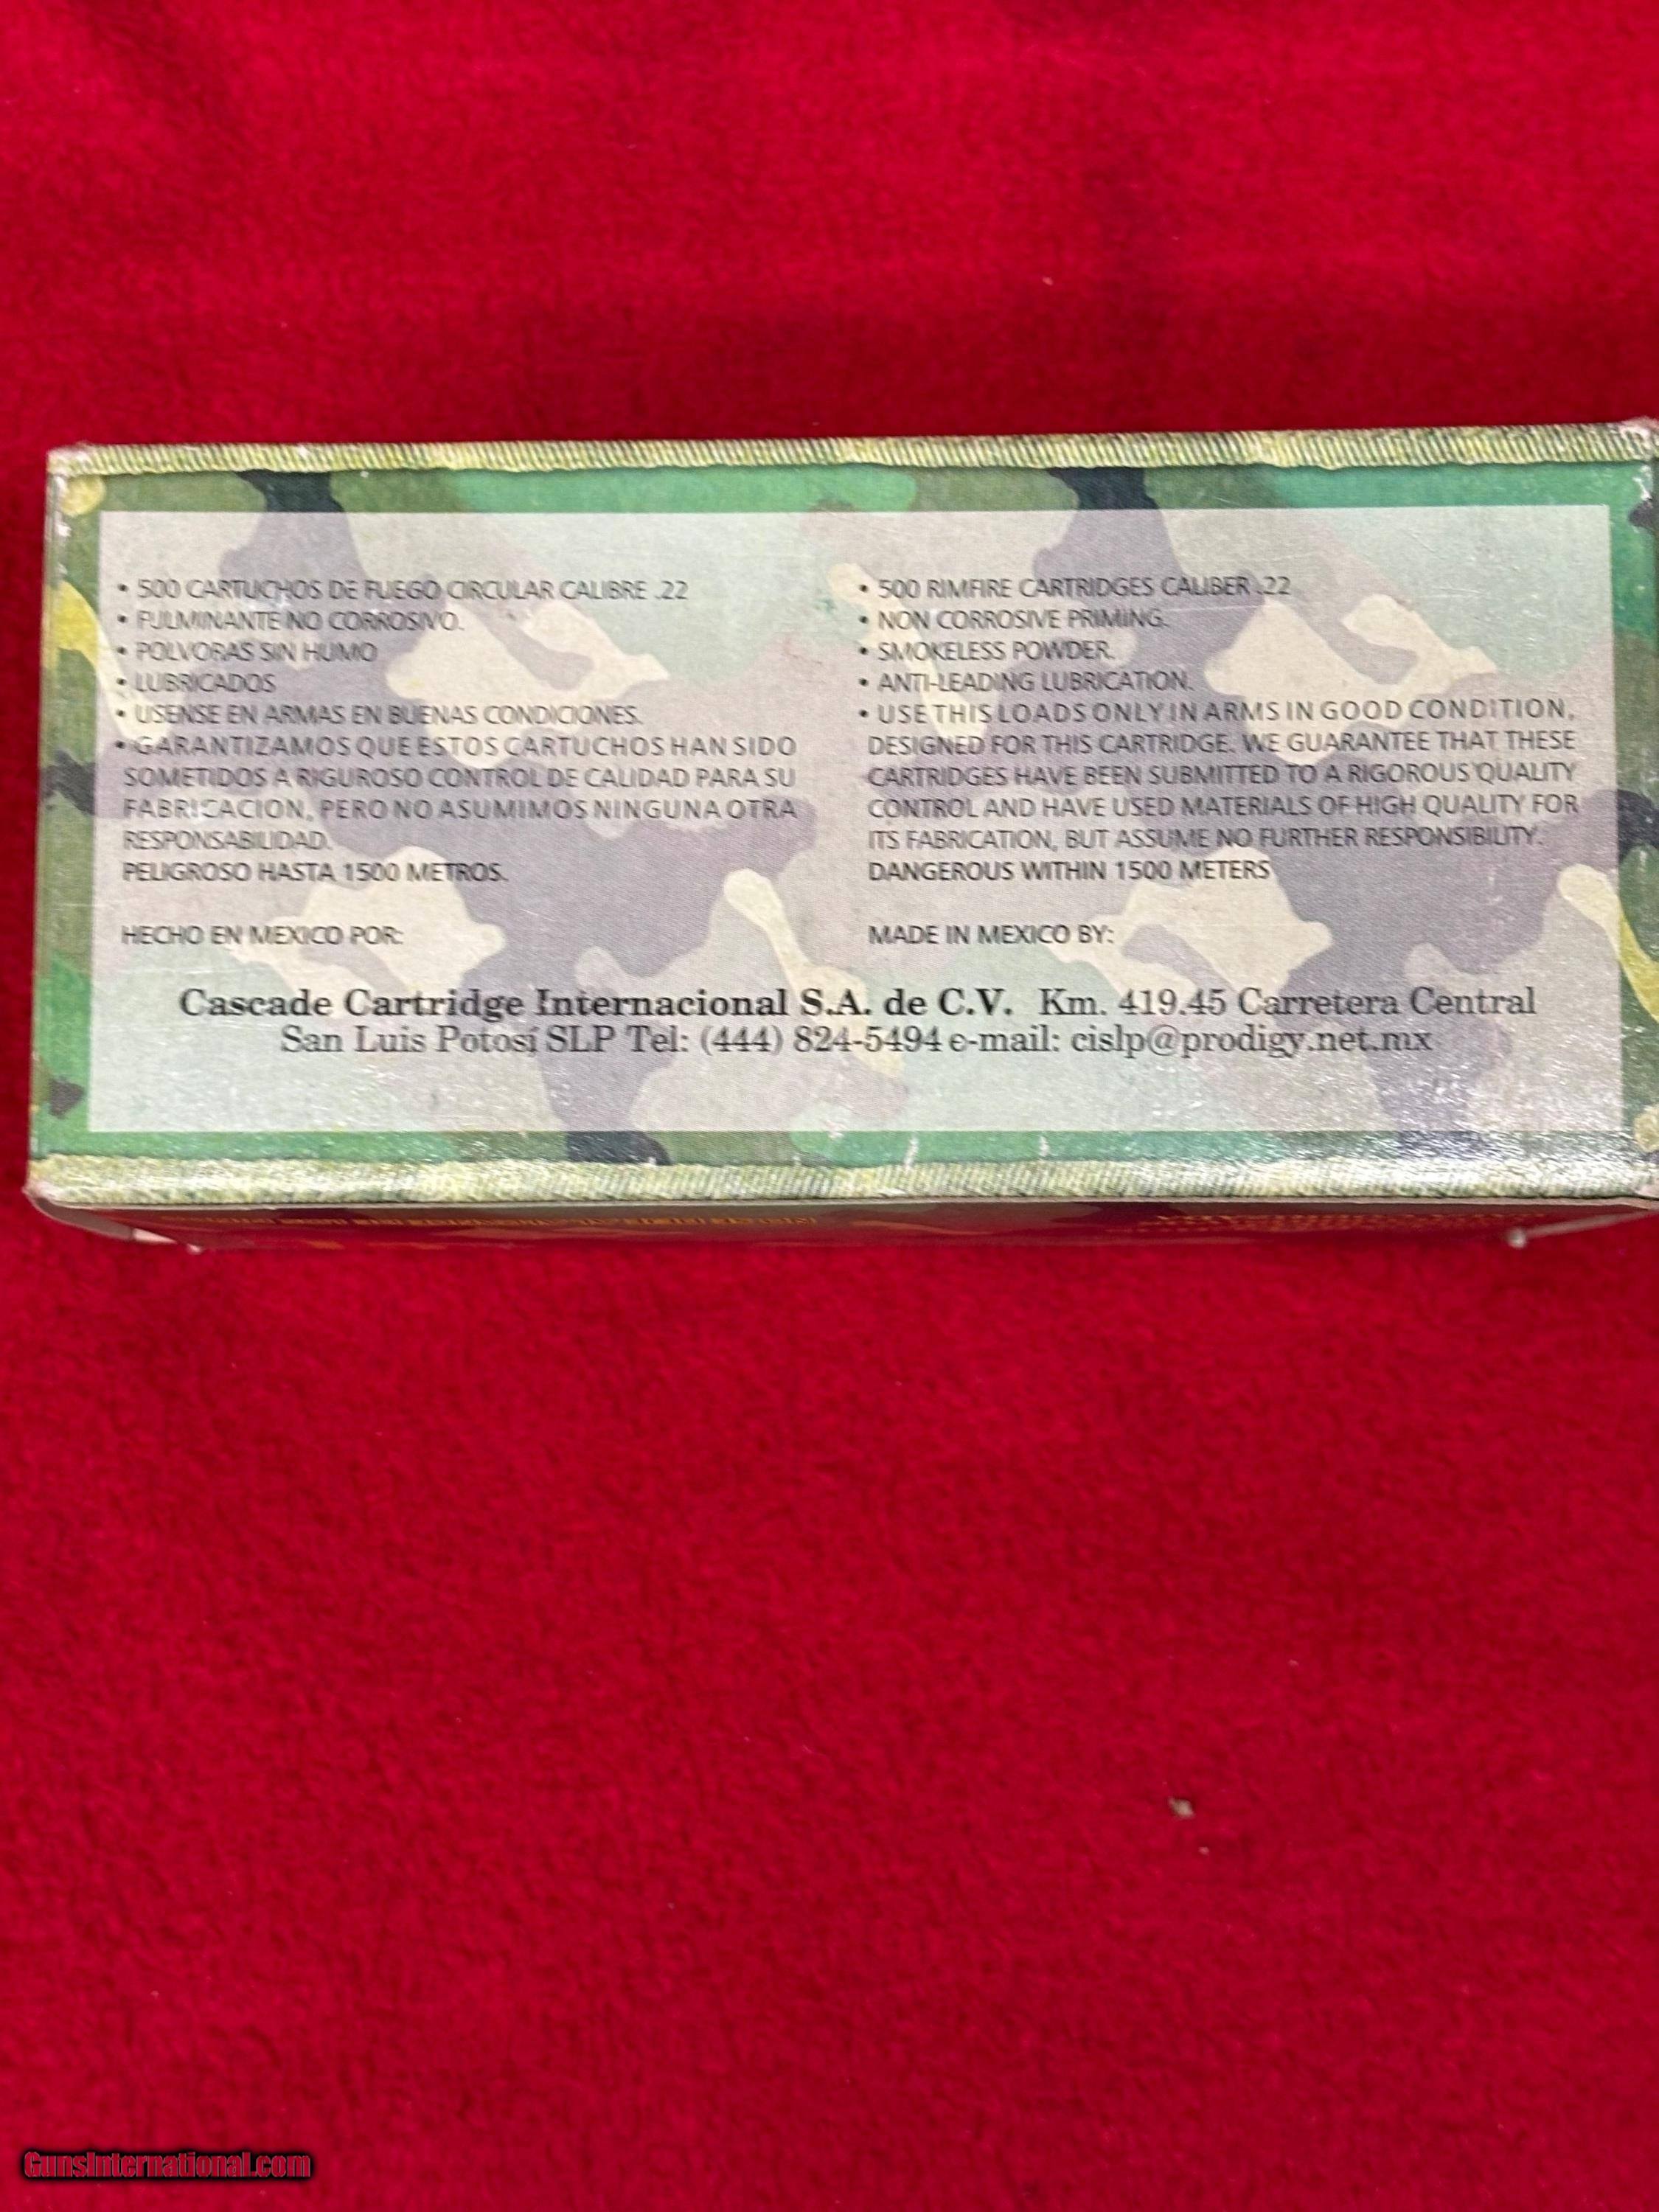 • 500 CARTUCHOS DE FUEGO CIRCULAR CALIBRE .22
• FULMINANTE NO CORROSIVO.
• POLVORAS SIN HUMO
• LUBRICADOS
• USENSE EN ARMAS EN BUENAS CONDICIONES.
• GARANTIZAMOS QUE ESTOS CARTUCHOS HAN SIDO
SOMETIDOS A RIGUROSO CONTROL DE CALIDAD PARA SU
FABRICACION, PERO NO ASUMIMOS NINGUNA OTRA
RESPONSABILIDAD.
PELIGROSO HASTA 1500 METROS.
HECHO EN MEXICO POR:
• 500 RIMFIRE CARTRIDGES CALIBER .22
• NON CORROSIVE PRIMING.
• SMOKELESS POWDER.
• ANTI-LEADING LUBRICATION.
• USE THIS LOADS ONLY IN ARMS IN GOOD CONDITION,
DESIGNED FOR THIS CARTRIDGE. WE GUARANTEE THAT THESE
CARTRIDGES HAVE BEEN SUBMITTED TO A RIGOROUS QUALITY
CONTROL AND HAVE USED MATERIALS OF HIGH QUALITY FOR
ITS FABRICATION, BUT ASSUME NO FURTHER RESPONSIBILITY.
DANGEROUS WITHIN 1500 METERS
MADE IN MEXICO BY:
Cascade Cartridge Internacional S.A. de C.V. Km. 419.45 Carretera Central
San Luis Potosí SLP Tel: (444) 824-5494 e-mail: cislp@prodigy.net.mx
GunsInternational.com